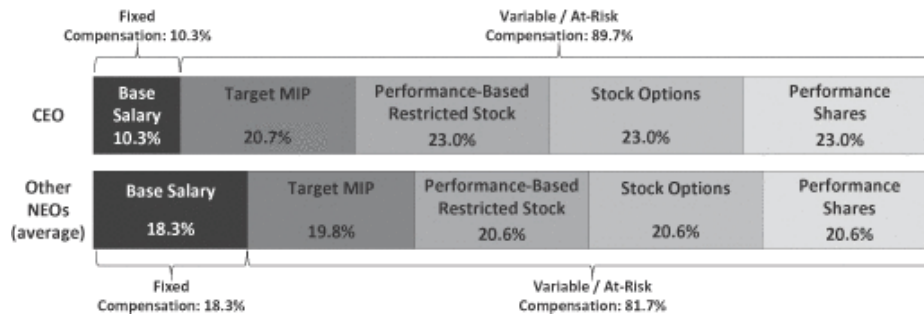 Fixed
Compensation: 10.3%
Variable / At-Risk
Compensation: 89.7%
CEO
Base
Salary
10.3%
Target MIP
20.7%
Performance-Based
Restricted Stock
23.0%
Stock Options
23.0%
Performance
Shares
23.0%
Other
NEOs
(average)
Base Salary
18.3%
Target MIP
19.8%
Performance-Based
Restricted Stock
20.6%
Stock Options
20.6%
Performance
Shares
20.6%
Fixed
Compensation: 18.3%
Variable / At-Risk
Compensation: 81.7%